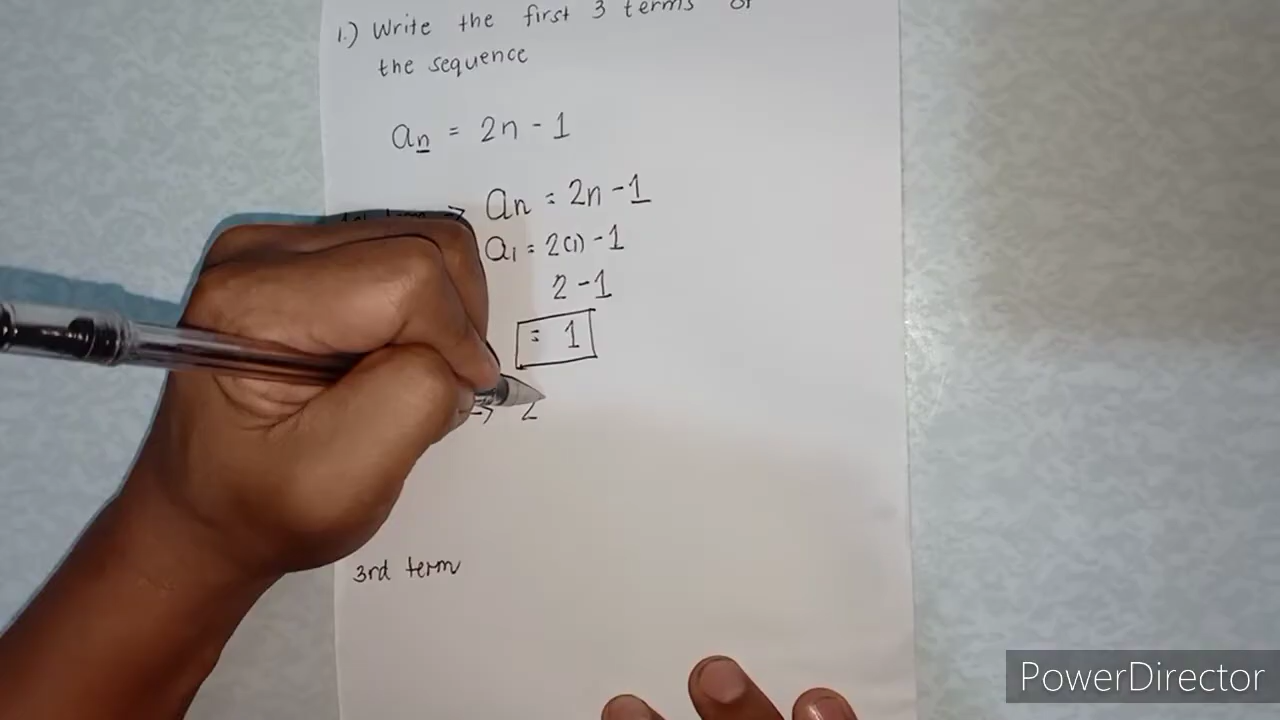 1.) Write the first 3 terms of
the sequence
an = 2n - 1
→ an = 2n - 1
a1 = 2(1) - 1
2 - 1
= 1
→
3rd term
PowerDirector